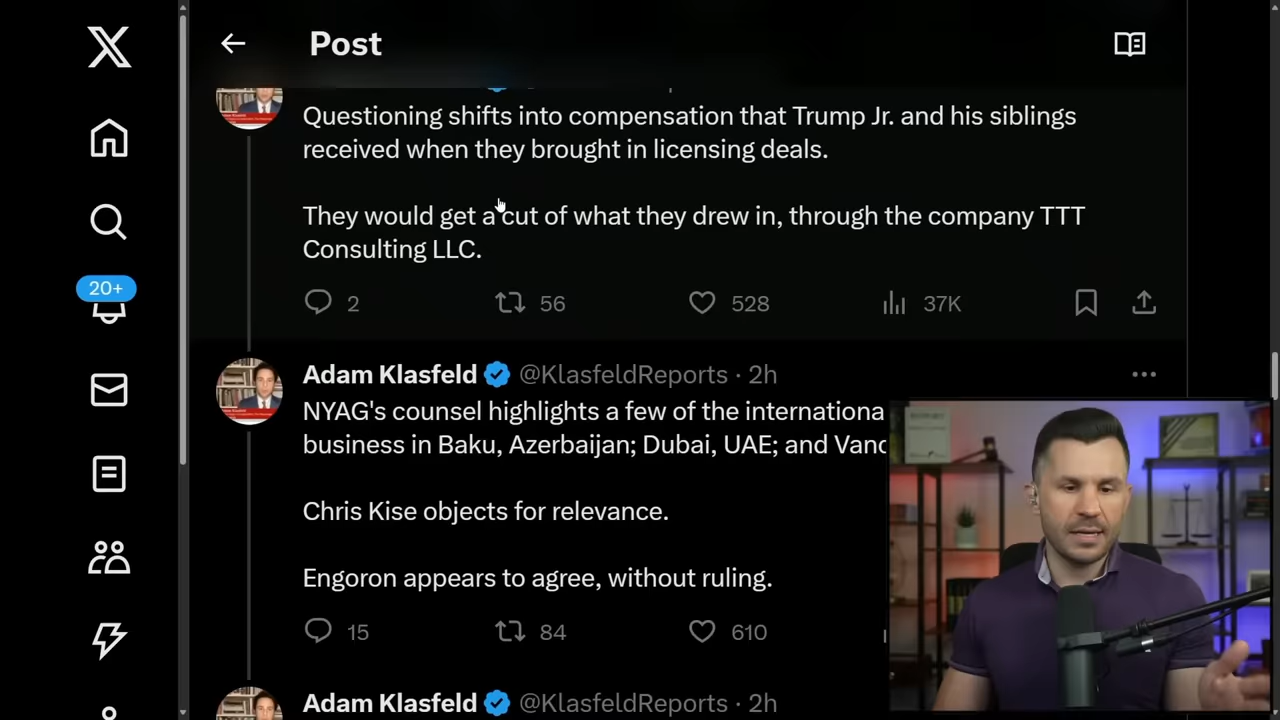 Post
Questioning shifts into compensation that Trump Jr. and his siblings
received when they brought in licensing deals.
They would get a cut of what they drew in, through the company TTT
Consulting LLC.
2 56 528 37K
20+
Adam Klasfeld @KlasfeldReports · 2h
NYAG's counsel highlights a few of the internationa
business in Baku, Azerbaijan; Dubai, UAE; and Vanc
Chris Kise objects for relevance.
Engoron appears to agree, without ruling.
15 84 610
Adam Klasfeld @KlasfeldReports · 2h